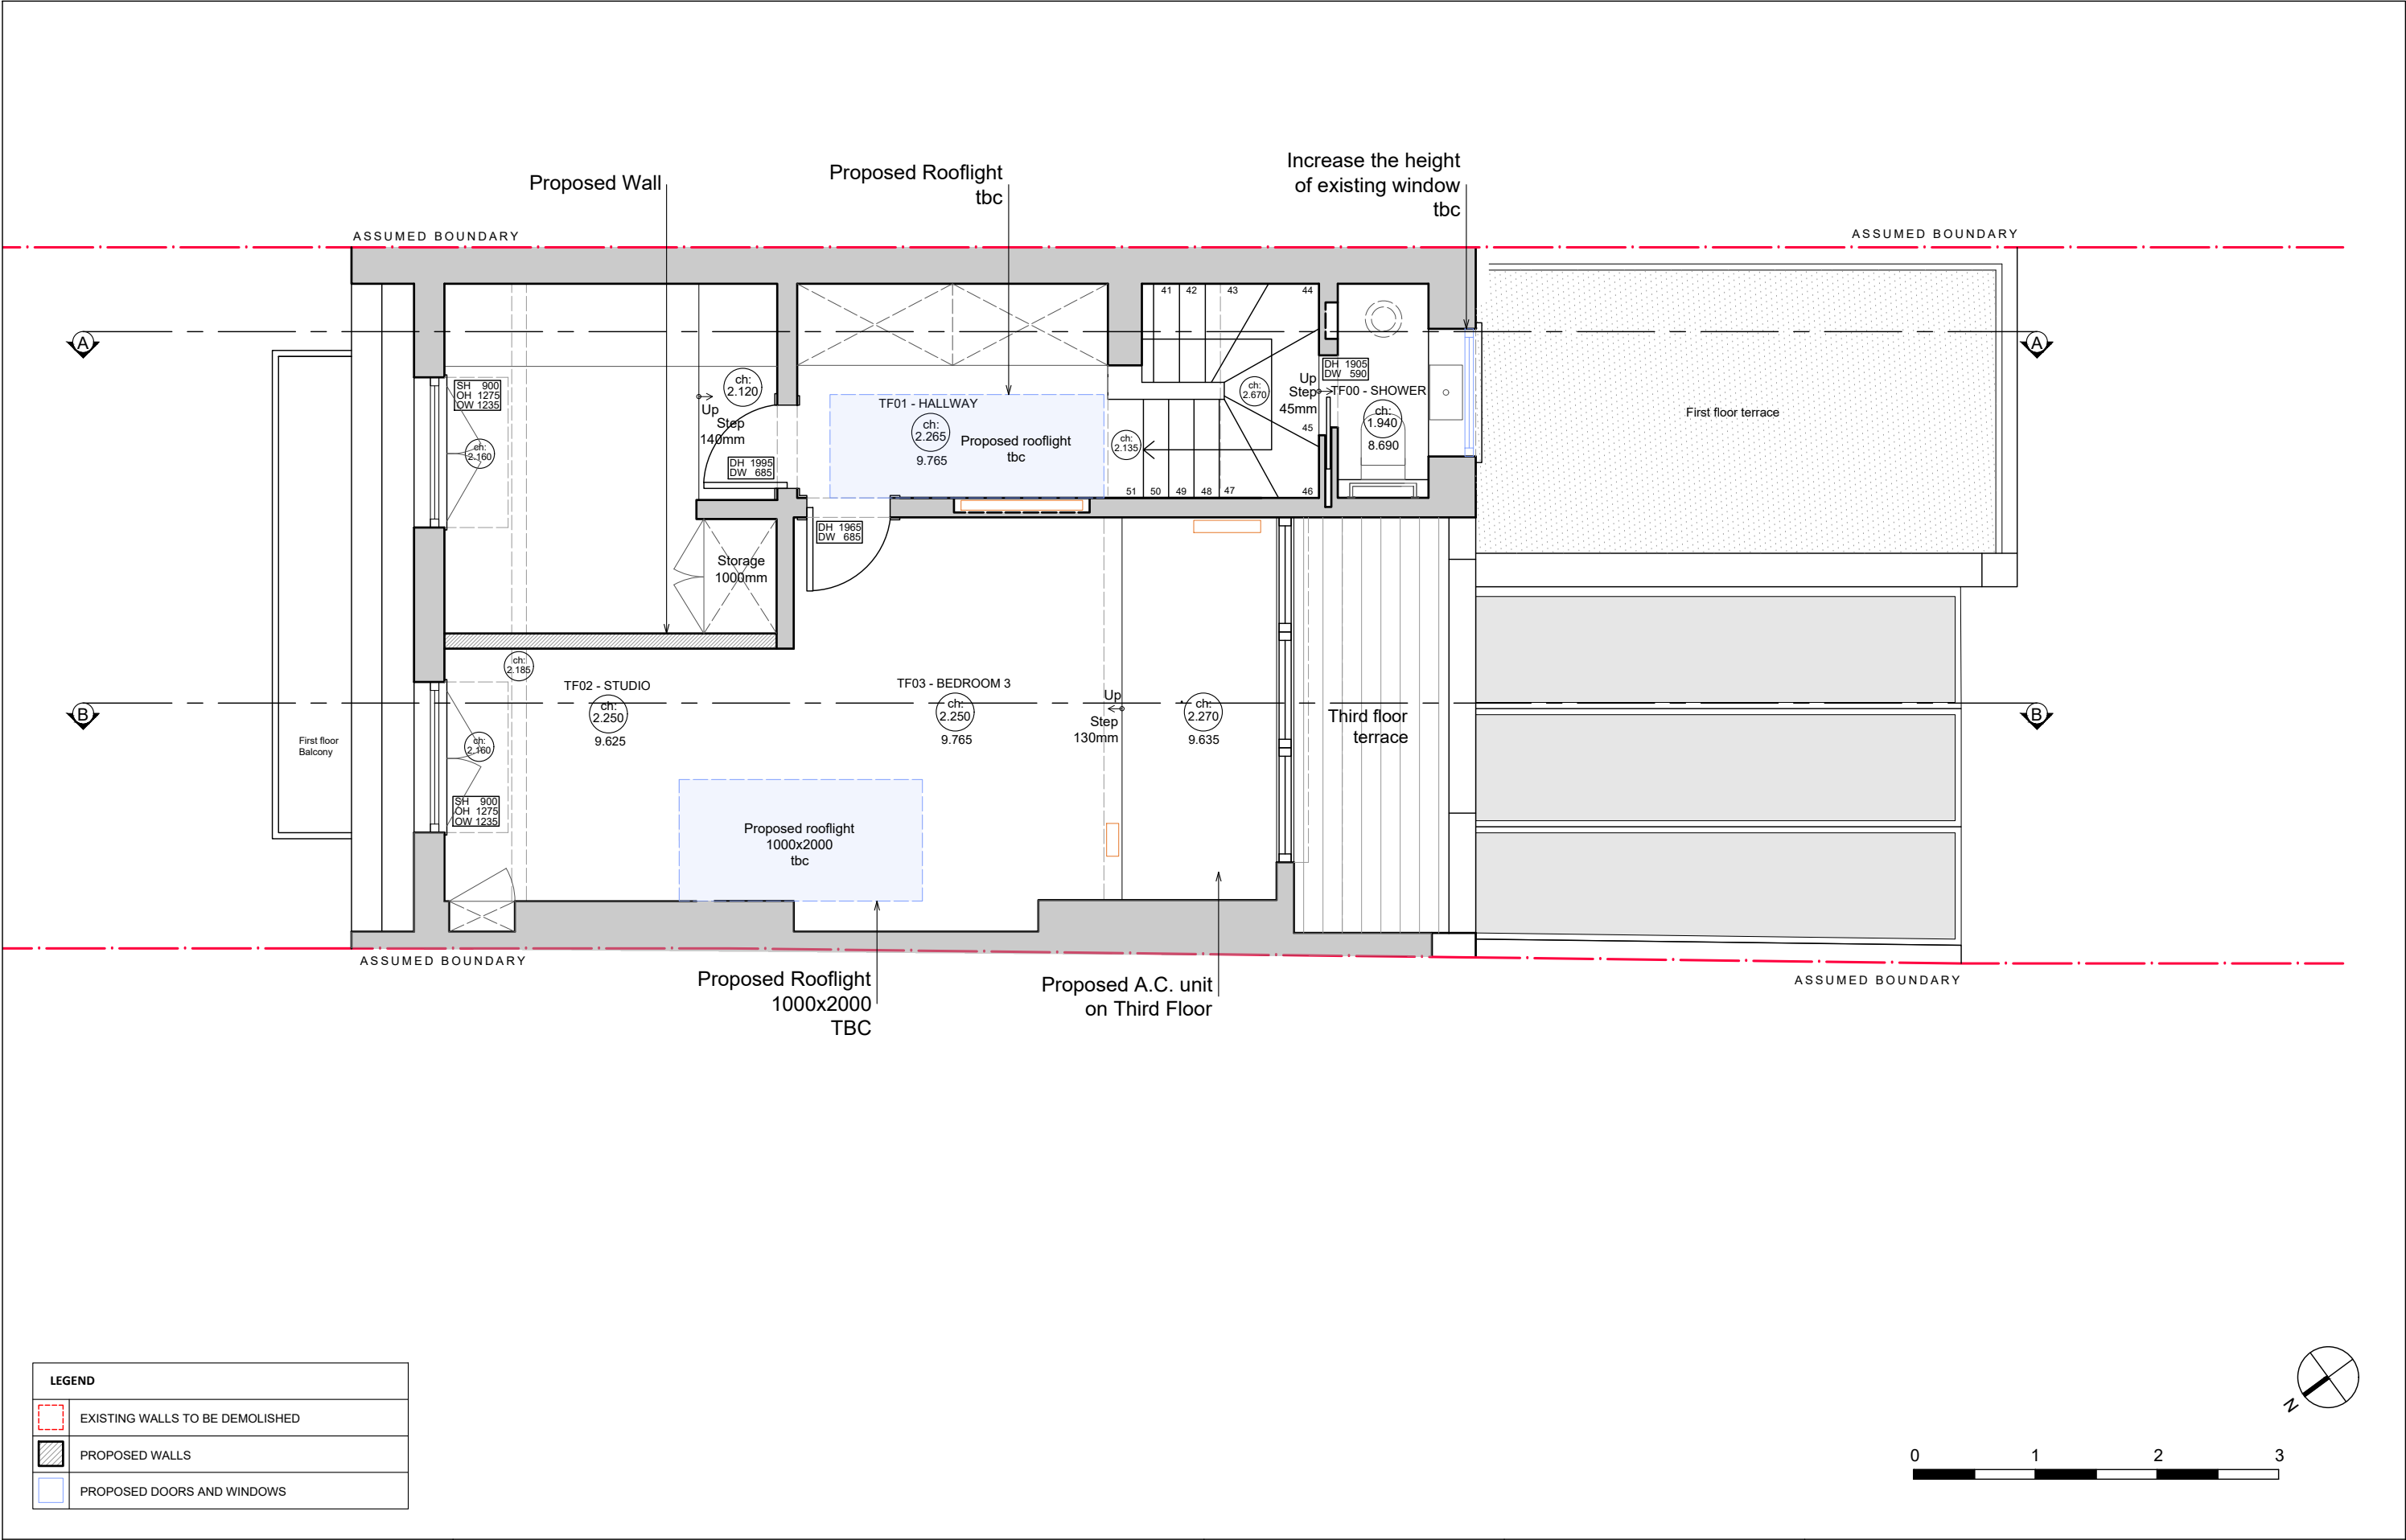 Increase the height
of existing window
tbc
Proposed Rooflight
tbc
Proposed Wall
ASSUMED BOUNDARY
ASSUMED BOUNDARY
41
42
43
44
A
A
ch:
2.120
SH 900
OH 1275
OW 1235
ch:
2.160
Up
Step
140mm
DH 1995
DW 685
TF01 - HALLWAY
ch:
2.265
9.765
Proposed rooflight
tbc
ch:
2.135
ch:
2.670
Up
Step
45mm
45
DH 1905
DW 590
TF00 - SHOWER
ch:
1.940
8.690
First floor terrace
51
50
49
48
47
46
DH 1965
DW 685
Storage
1000mm
ch:
2.185
TF02 - STUDIO
ch:
2.250
9.625
TF03 - BEDROOM 3
ch:
2.250
9.765
Up
Step
130mm
ch:
2.270
9.635
Third floor
terrace
B
B
First floor
Balcony
ch:
2.160
SH 900
OH 1275
OW 1235
Proposed rooflight
1000x2000
tbc
ASSUMED BOUNDARY
ASSUMED BOUNDARY
Proposed Rooflight
1000x2000
TBC
Proposed A.C. unit
on Third Floor
LEGEND
EXISTING WALLS TO BE DEMOLISHED
PROPOSED WALLS
PROPOSED DOORS AND WINDOWS
N
0
1
2
3